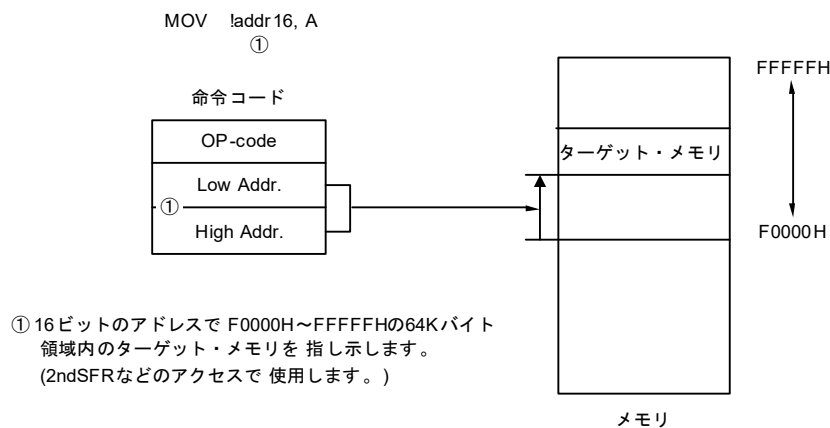 MOV !addr16, A
①
命令コード
OP-code
Low Addr.
①
High Addr.
FFFFFH
ターゲット・メモリ
F0000H
メモリ
① 16ビットのアドレスで F0000H～FFFFFHの64Kバイト
領域内のターゲット・メモリを 指し示します。
(2ndSFRなどのアクセスで 使用します。)